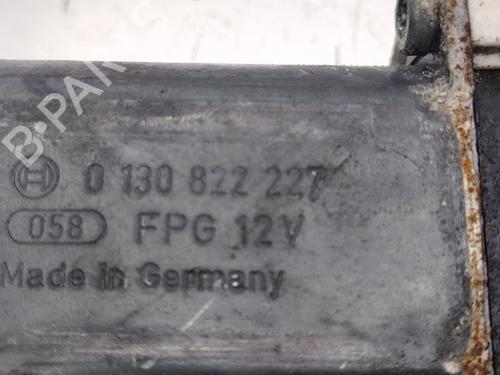 B-PARTS
0 130 822 227
058 FPG 12V
Made in Germany